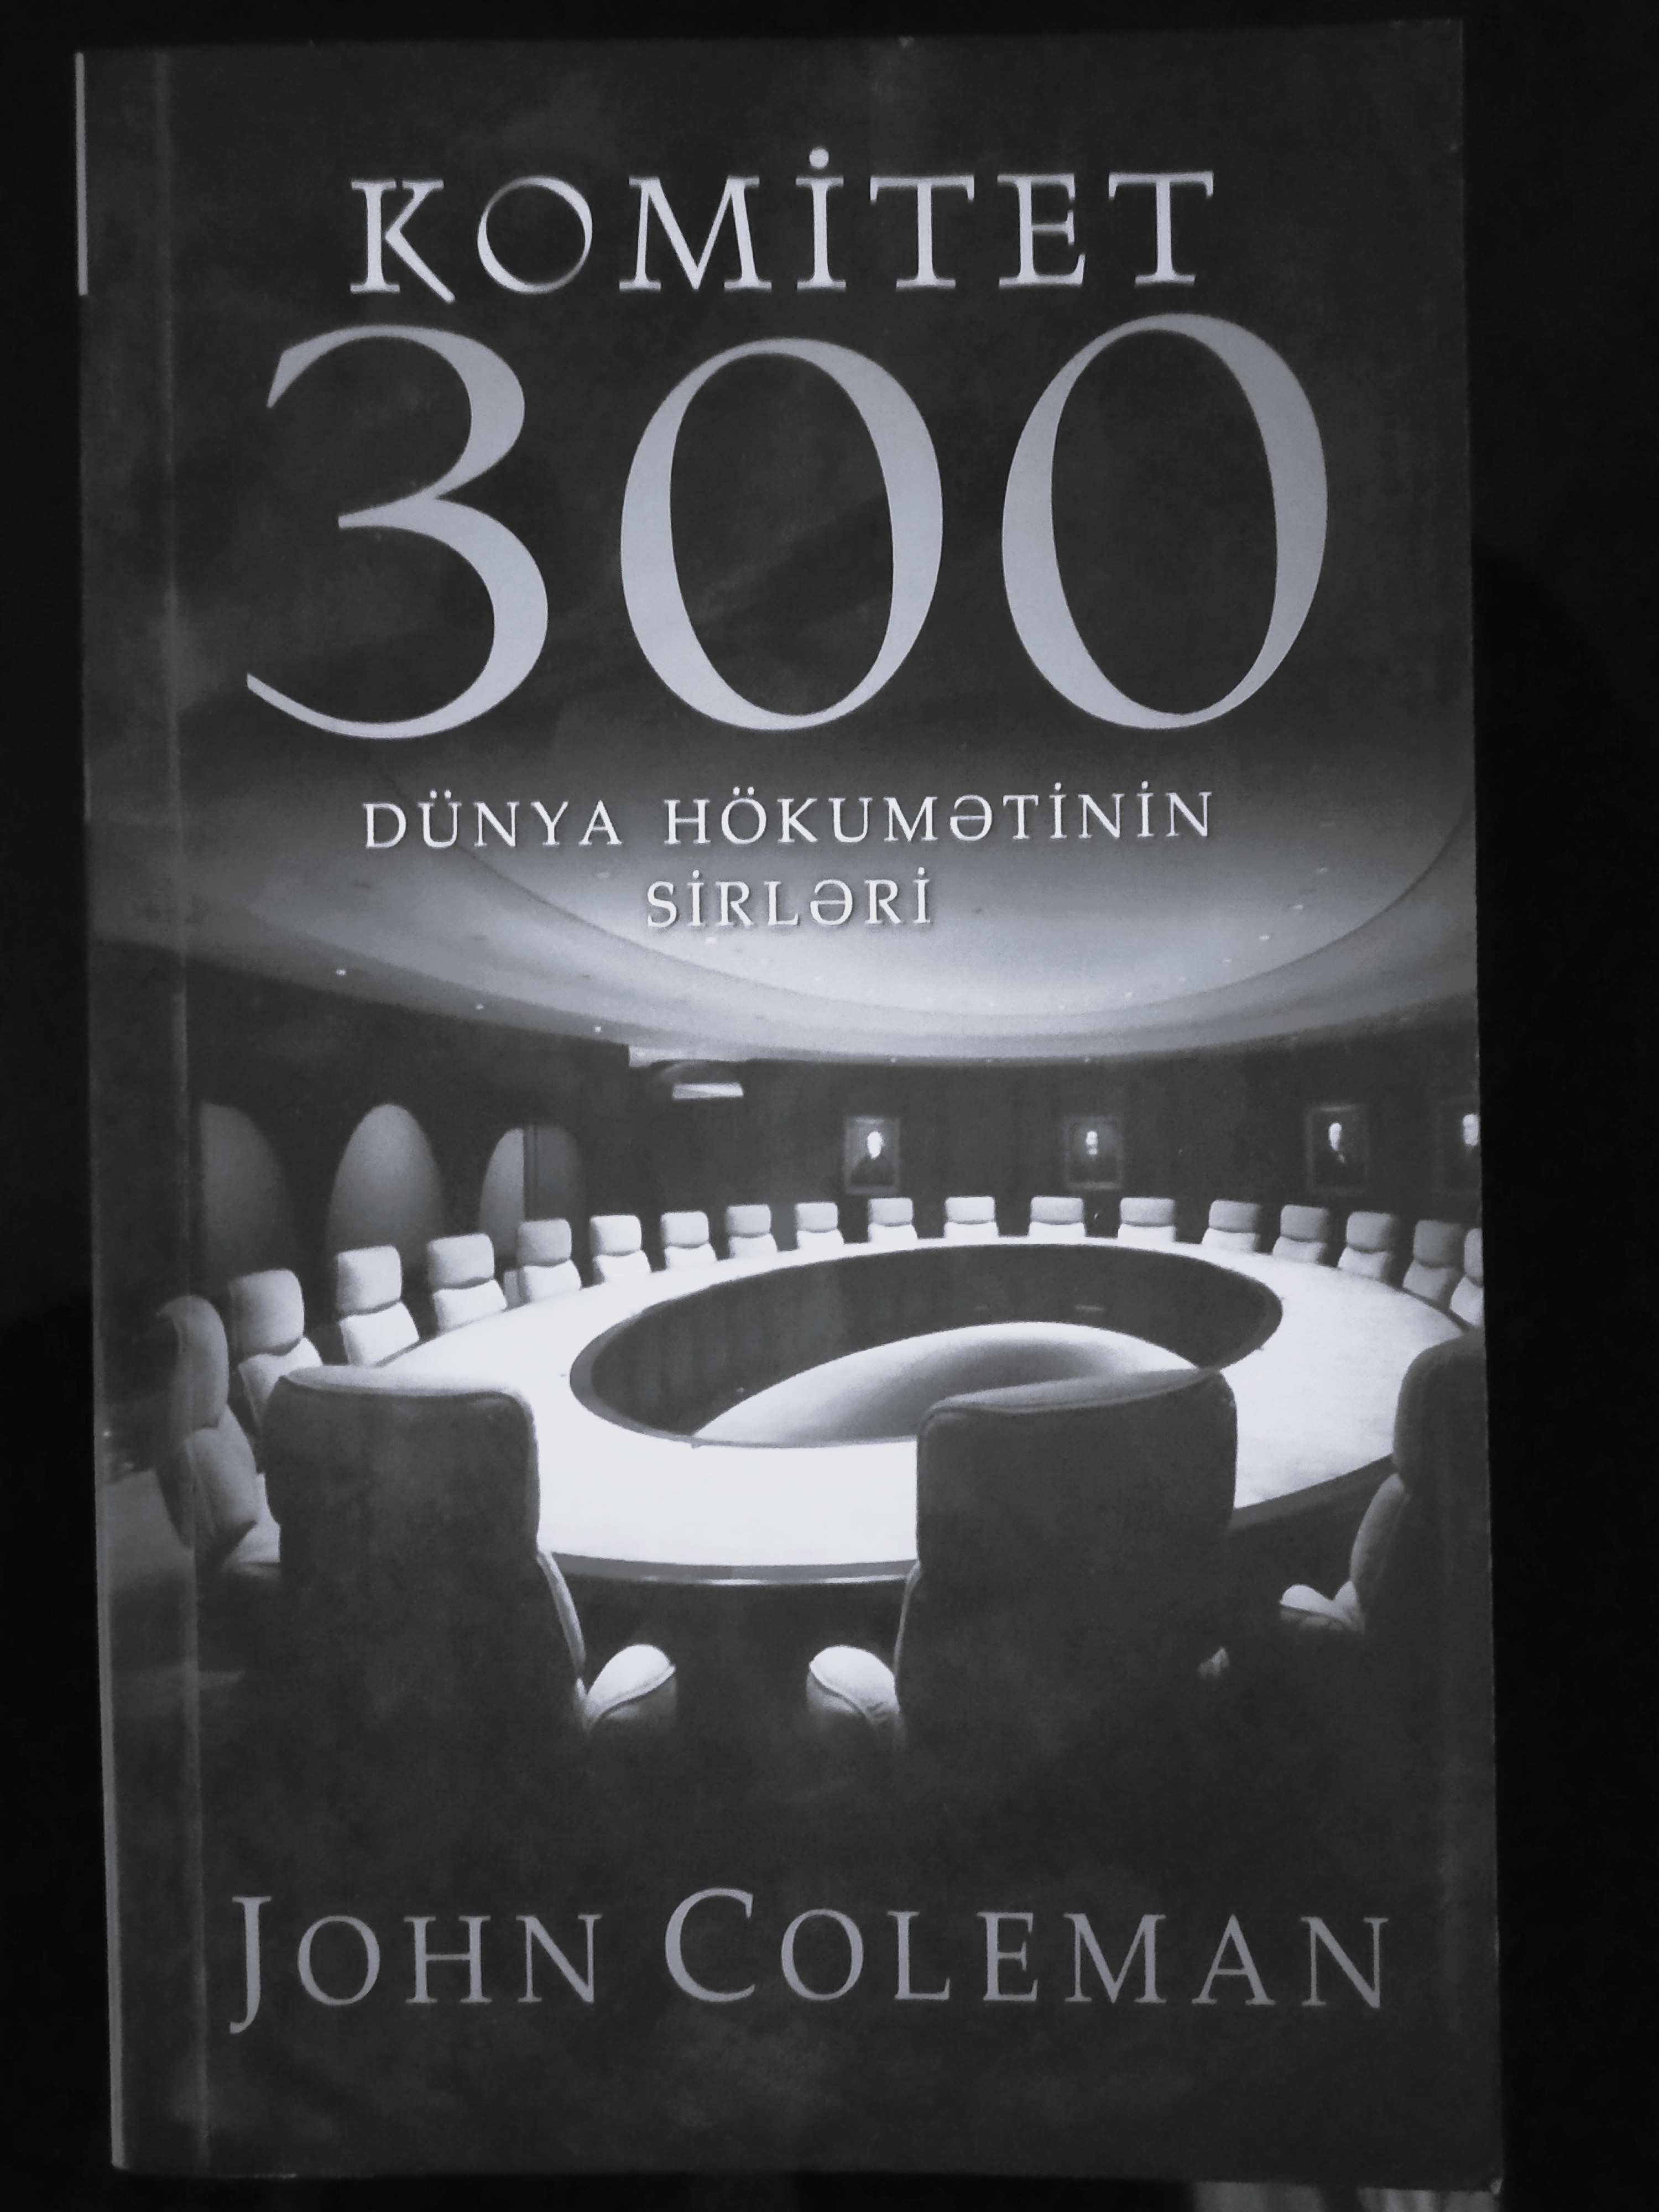 KOMİTET
300
DÜNYA HÖKUMƏTİNİN
SİRLƏRİ
JOHN COLEMAN